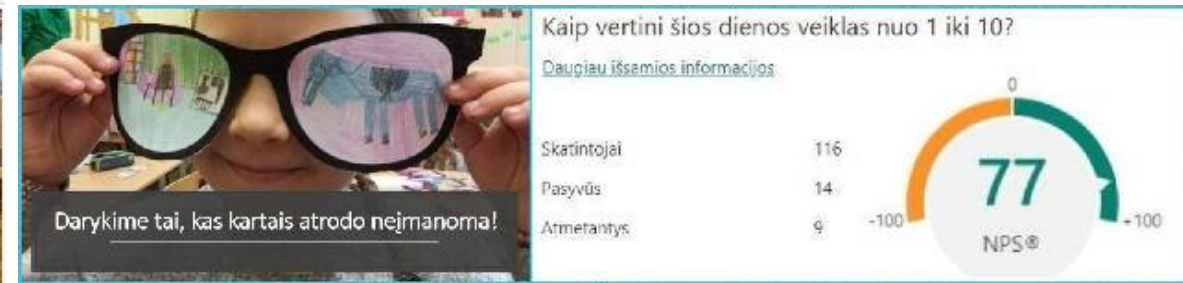 Darykime tai, kas kartais atrodo neįmanoma!
Kaip vertini šios dienos veiklas nuo 1 iki 10?
Daugiau išsamios informacijos
Skatintojai 116
Pasyvūs 14
Atmetantys 9
0
77
-100
+100
NPS®